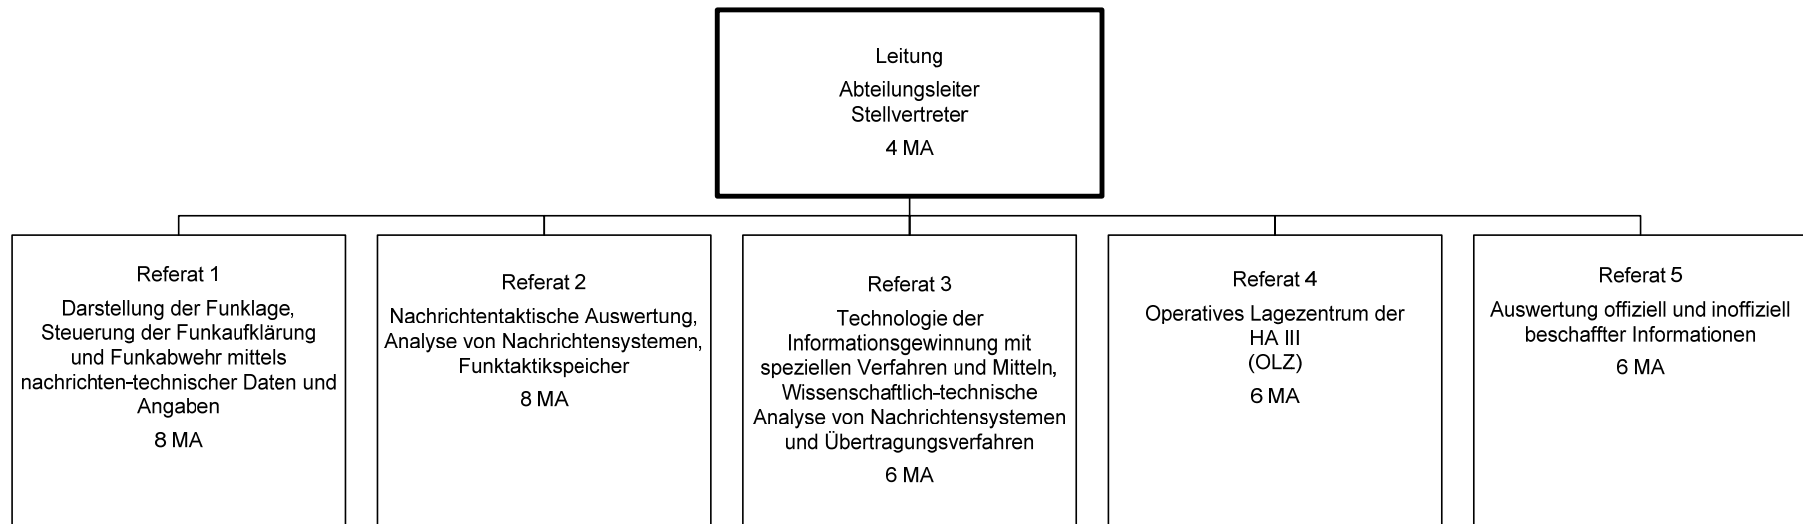 Leitung
Abteilungsleiter
Stellvertreter
4 MA
Referat 1
Darstellung der Funklage,
Steuerung der Funkaufklärung
und Funkabwehr mittels
nachrichten-technischer Daten und
Angaben
8 MA
Referat 2
Nachrichtentaktische Auswertung,
Analyse von Nachrichtensystemen,
Funktaktikspeicher
8 MA
Referat 3
Technologie der
Informationsgewinnung mit
speziellen Verfahren und Mitteln,
Wissenschaftlich-technische
Analyse von Nachrichtensystemen
und Übertragungsverfahren
6 MA
Referat 4
Operatives Lagezentrum der
HA III
(OLZ)
6 MA
Referat 5
Auswertung offiziell und inoffiziell
beschaffter Informationen
6 MA